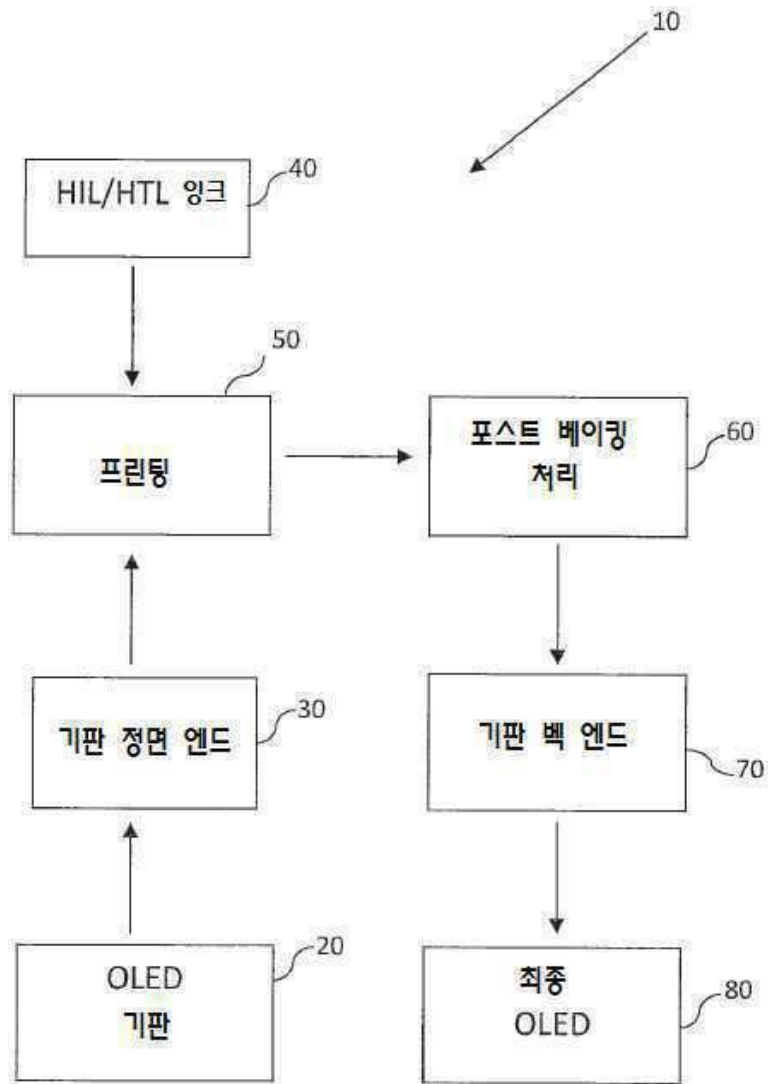 10
HIL/HTL 잉크
40
50
프린팅
포스트 베이킹
처리
60
기판 정면 엔드
30
기판 백 엔드
70
OLED
기판
20
최종
OLED
80